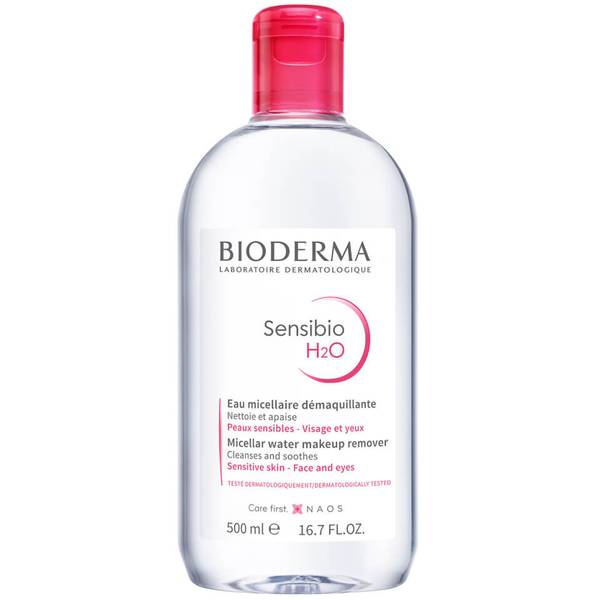 BIODERMA
LABORATOIRE DERMATOLOGIQUE
Sensibio
H2O
Eau micellaire démaquillante
Nettoie et apaise
Peaux sensibles - Visage et yeux
Micellar water makeup remover
Cleanses and soothes
Sensitive skin - Face and eyes
TESTÉ DERMATOLOGIQUEMENT/DERMATOLOGICALLY TESTED
Care first. NAOS
500 ml e 16.7 FL.OZ.